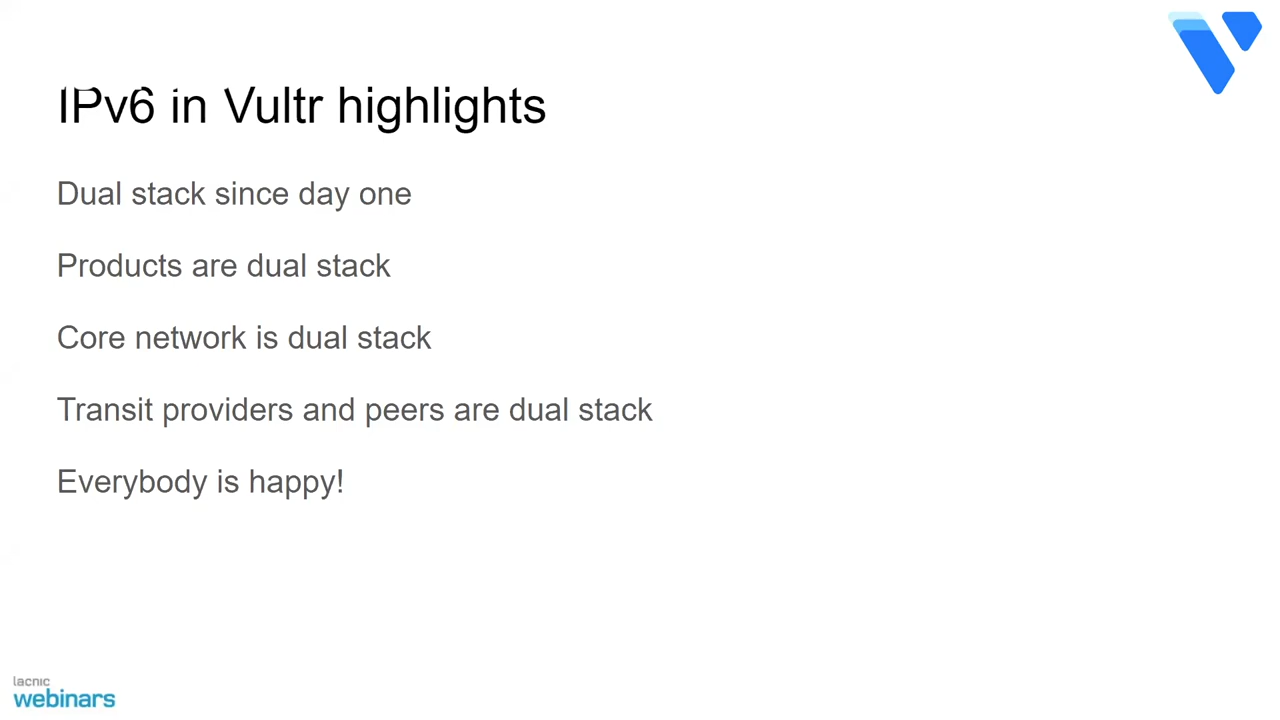 IPv6 in Vultr highlights
Dual stack since day one
Products are dual stack
Core network is dual stack
Transit providers and peers are dual stack
Everybody is happy!
lacnic
webinars